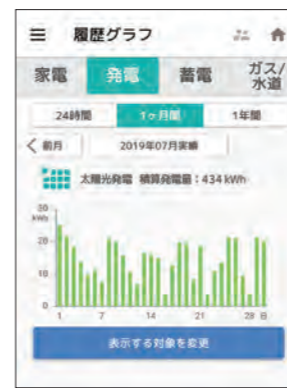 履歴グラフ
家電 発電 蓄電 ガス/水道
24時間 1ヶ月間 1年間
前月 2019年07月実績
太陽光発電 積算発電量：434 kWh
30
kWh
20
10
0
1 7 14 21 28 日
表示する対象を変更